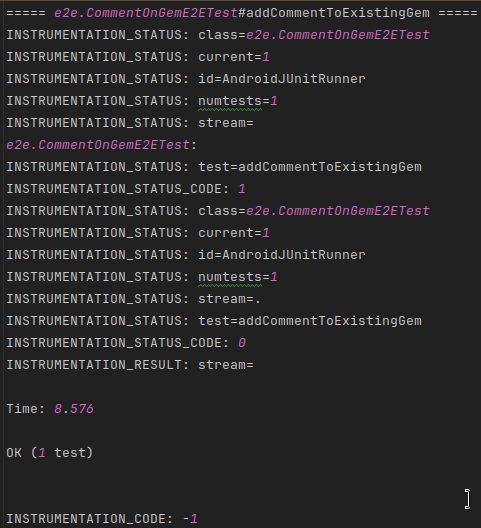 ===== e2e.CommentOnGemE2ETest#addCommentToExistingGem =====
INSTRUMENTATION_STATUS: class=e2e.CommentOnGemE2ETest
INSTRUMENTATION_STATUS: current=1
INSTRUMENTATION_STATUS: id=AndroidJUnitRunner
INSTRUMENTATION_STATUS: numtests=1
INSTRUMENTATION_STATUS: stream=
e2e.CommentOnGemE2ETest:
INSTRUMENTATION_STATUS: test=addCommentToExistingGem
INSTRUMENTATION_STATUS_CODE: 1
INSTRUMENTATION_STATUS: class=e2e.CommentOnGemE2ETest
INSTRUMENTATION_STATUS: current=1
INSTRUMENTATION_STATUS: id=AndroidJUnitRunner
INSTRUMENTATION_STATUS: numtests=1
INSTRUMENTATION_STATUS: stream=.
INSTRUMENTATION_STATUS: test=addCommentToExistingGem
INSTRUMENTATION_STATUS_CODE: 0
INSTRUMENTATION_RESULT: stream=
Time: 8.576
OK (1 test)
INSTRUMENTATION_CODE: -1